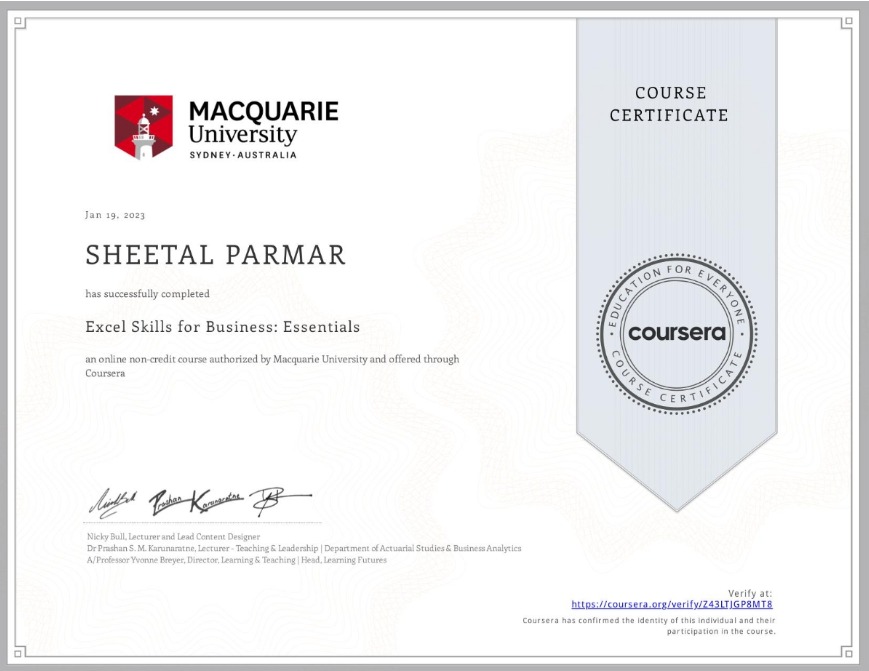 MACQUARIE
University
SYDNEY·AUSTRALIA
COURSE
CERTIFICATE
Jan 19, 2023
SHEETAL PARMAR
has successfully completed
Excel Skills for Business: Essentials
an online non-credit course authorized by Macquarie University and offered through
Coursera
EDUCATION FOR EVERYONE
coursera
COURSE CERTIFICATE
Prashan Karunaratne
Nicky Bull, Lecturer and Lead Content Designer
Dr Prashan S. M. Karunaratne, Lecturer - Teaching & Leadership | Department of Actuarial Studies & Business Analytics
A/Professor Yvonne Breyer, Director, Learning & Teaching | Head, Learning Futures
Verify at:
https://coursera.org/verify/Z43LTJGP8MT8
Coursera has confirmed the identity of this individual and their
participation in the course.